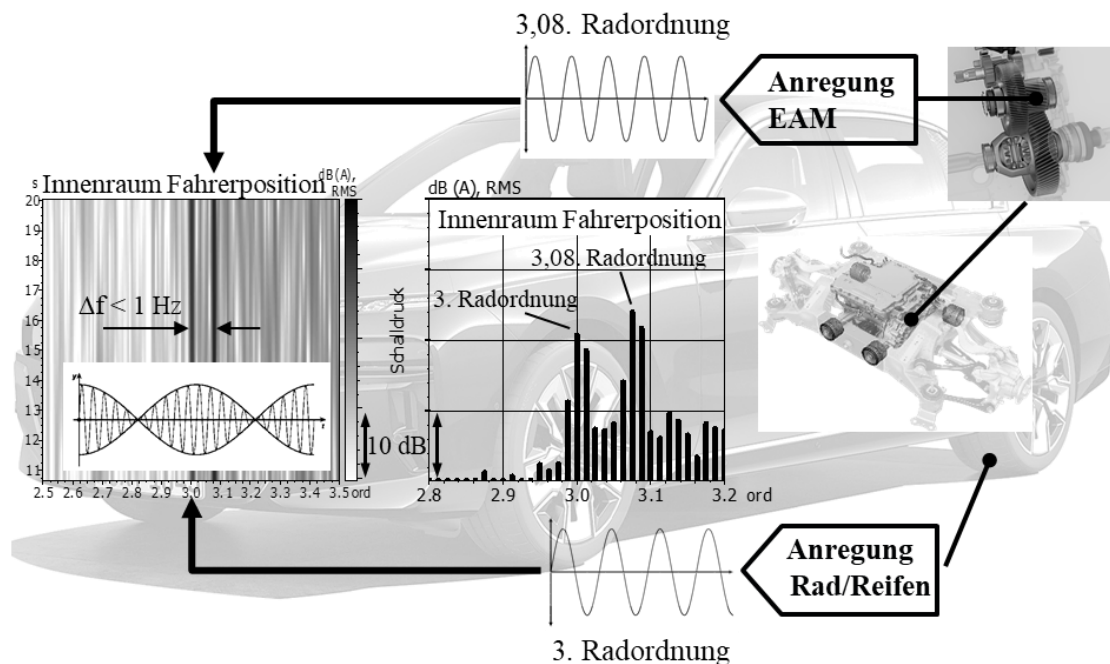 3,08. Radordnung
Anregung
EAM
s Innenraum Fahrerposition dB(A),
RMS
20
19
18
17
16
15
14
13
12
11
Δf < 1 Hz
y
t
2.5 2.6 2.7 2.8 2.9 3.0 3.1 3.2 3.3 3.4 3.5 ord
10 dB
dB (A), RMS
Innenraum Fahrerposition
3,08. Radordnung
3. Radordnung
Schalldruck
2.8 2.9 3.0 3.1 3.2 ord
Anregung
Rad/Reifen
3. Radordnung